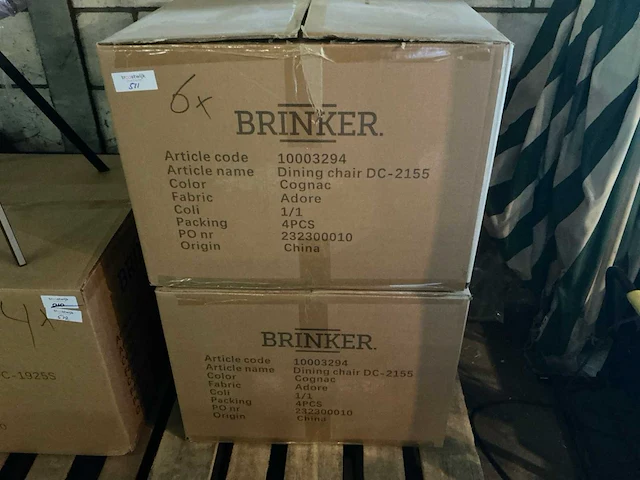 511
6x
BRINKER.
Article code 10003294
Article name Dining chair DC-2155
Color Cognac
Fabric Adore
Coli 1/1
Packing 4PCS
PO nr 232300010
Origin China
BRINKER.
Article code 10003294
Article name Dining chair DC-2155
Color Cognac
Fabric Adore
Coli 1/1
Packing 4PCS
PO nr 232300010
Origin China
4x
C-1925S